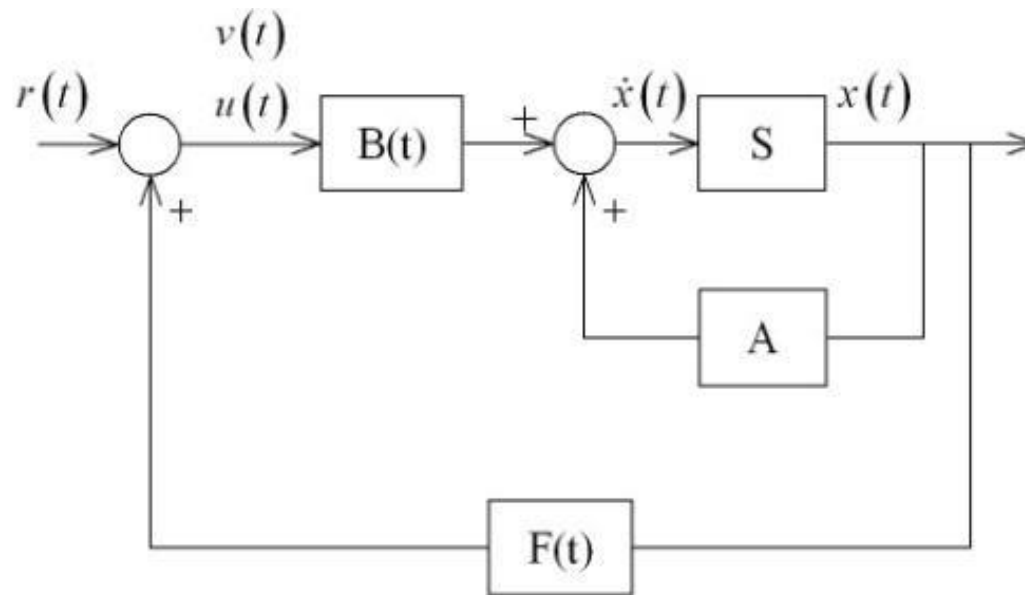 v(t)
r(t)
u(t)
B(t)
+
ẋ(t)
S
x(t)
+
+
A
F(t)